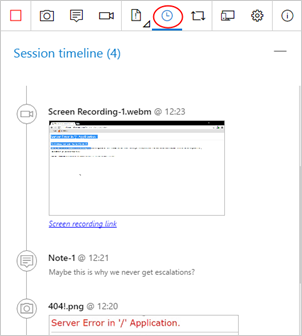 Session timeline (4)
Screen Recording-1.webm @ 12:23
Screen recording link
Note-1 @ 12:21
Maybe this is why we never get escalations?
404!.png @ 12:20
Server Error in '/' Application.